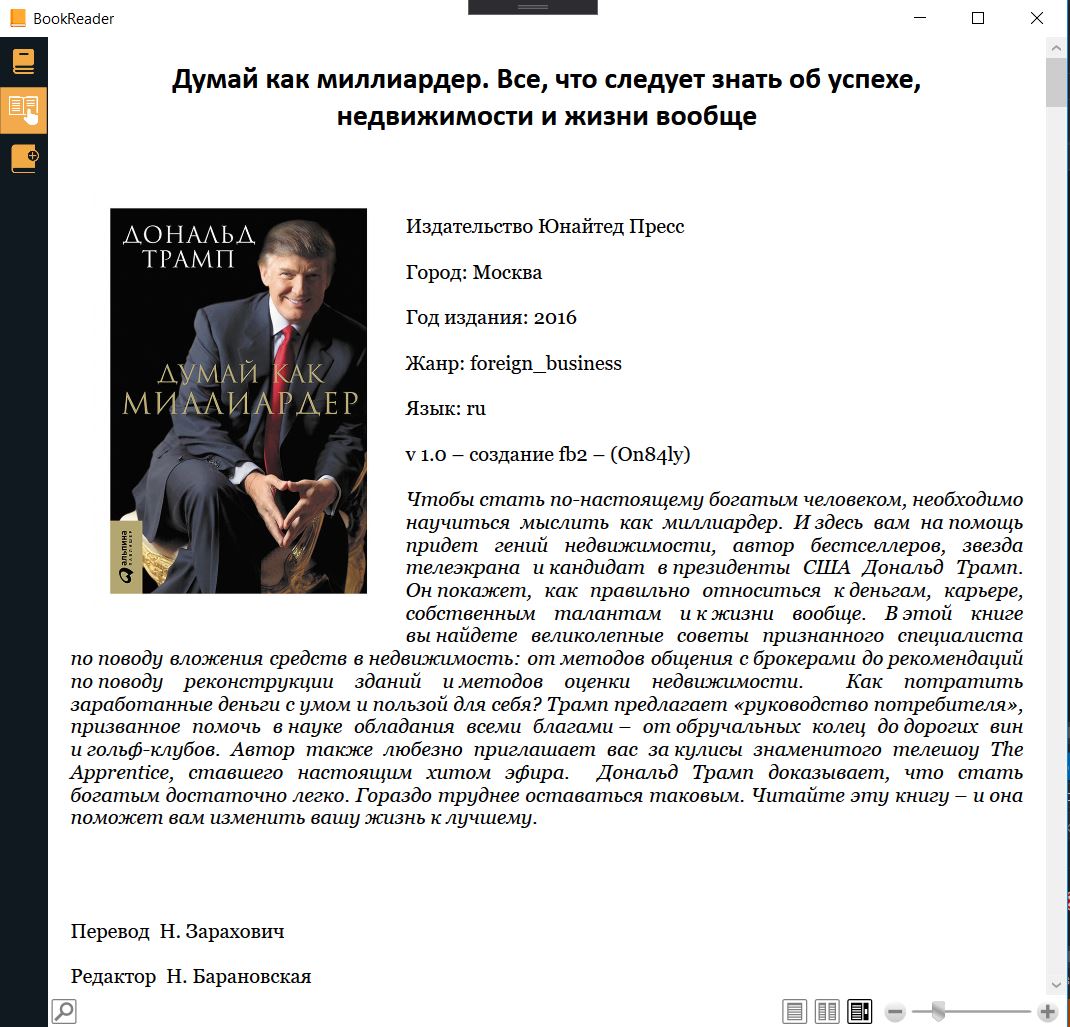 BookReader
Думай как миллиардер. Все, что следует знать об успехе,
недвижимости и жизни вообще
ДОНАЛЬД
ТРАМП
ДУМАЙ КАК
МИЛЛИАРДЕР
альпина
паблишер
Издательство Юнайтед Пресс
Город: Москва
Год издания: 2016
Жанр: foreign_business
Язык: ru
v 1.0 – создание fb2 – (On84ly)
Чтобы стать по-настоящему богатым человеком, необходимо
научиться мыслить как миллиардер. И здесь вам на помощь
придет гений недвижимости, автор бестселлеров, звезда
телеэкрана и кандидат в президенты США Дональд Трамп.
Он покажет, как правильно относиться к деньгам, карьере,
собственным талантам и к жизни вообще. В этой книге
вы найдете великолепные советы признанного специалиста
по поводу вложения средств в недвижимость: от методов общения с брокерами до рекомендаций
по поводу реконструкции зданий и методов оценки недвижимости. Как потратить
заработанные деньги с умом и пользой для себя? Трамп предлагает «руководство потребителя»,
призванное помочь в науке обладания всеми благами – от обручальных колец до дорогих вин
и гольф-клубов. Автор также любезно приглашает вас за кулисы знаменитого телешоу The
Apprentice, ставшего настоящим хитом эфира. Дональд Трамп доказывает, что стать
богатым достаточно легко. Гораздо труднее оставаться таковым. Читайте эту книгу – и она
поможет вам изменить вашу жизнь к лучшему.
Перевод Н. Зарахович
Редактор Н. Барановская